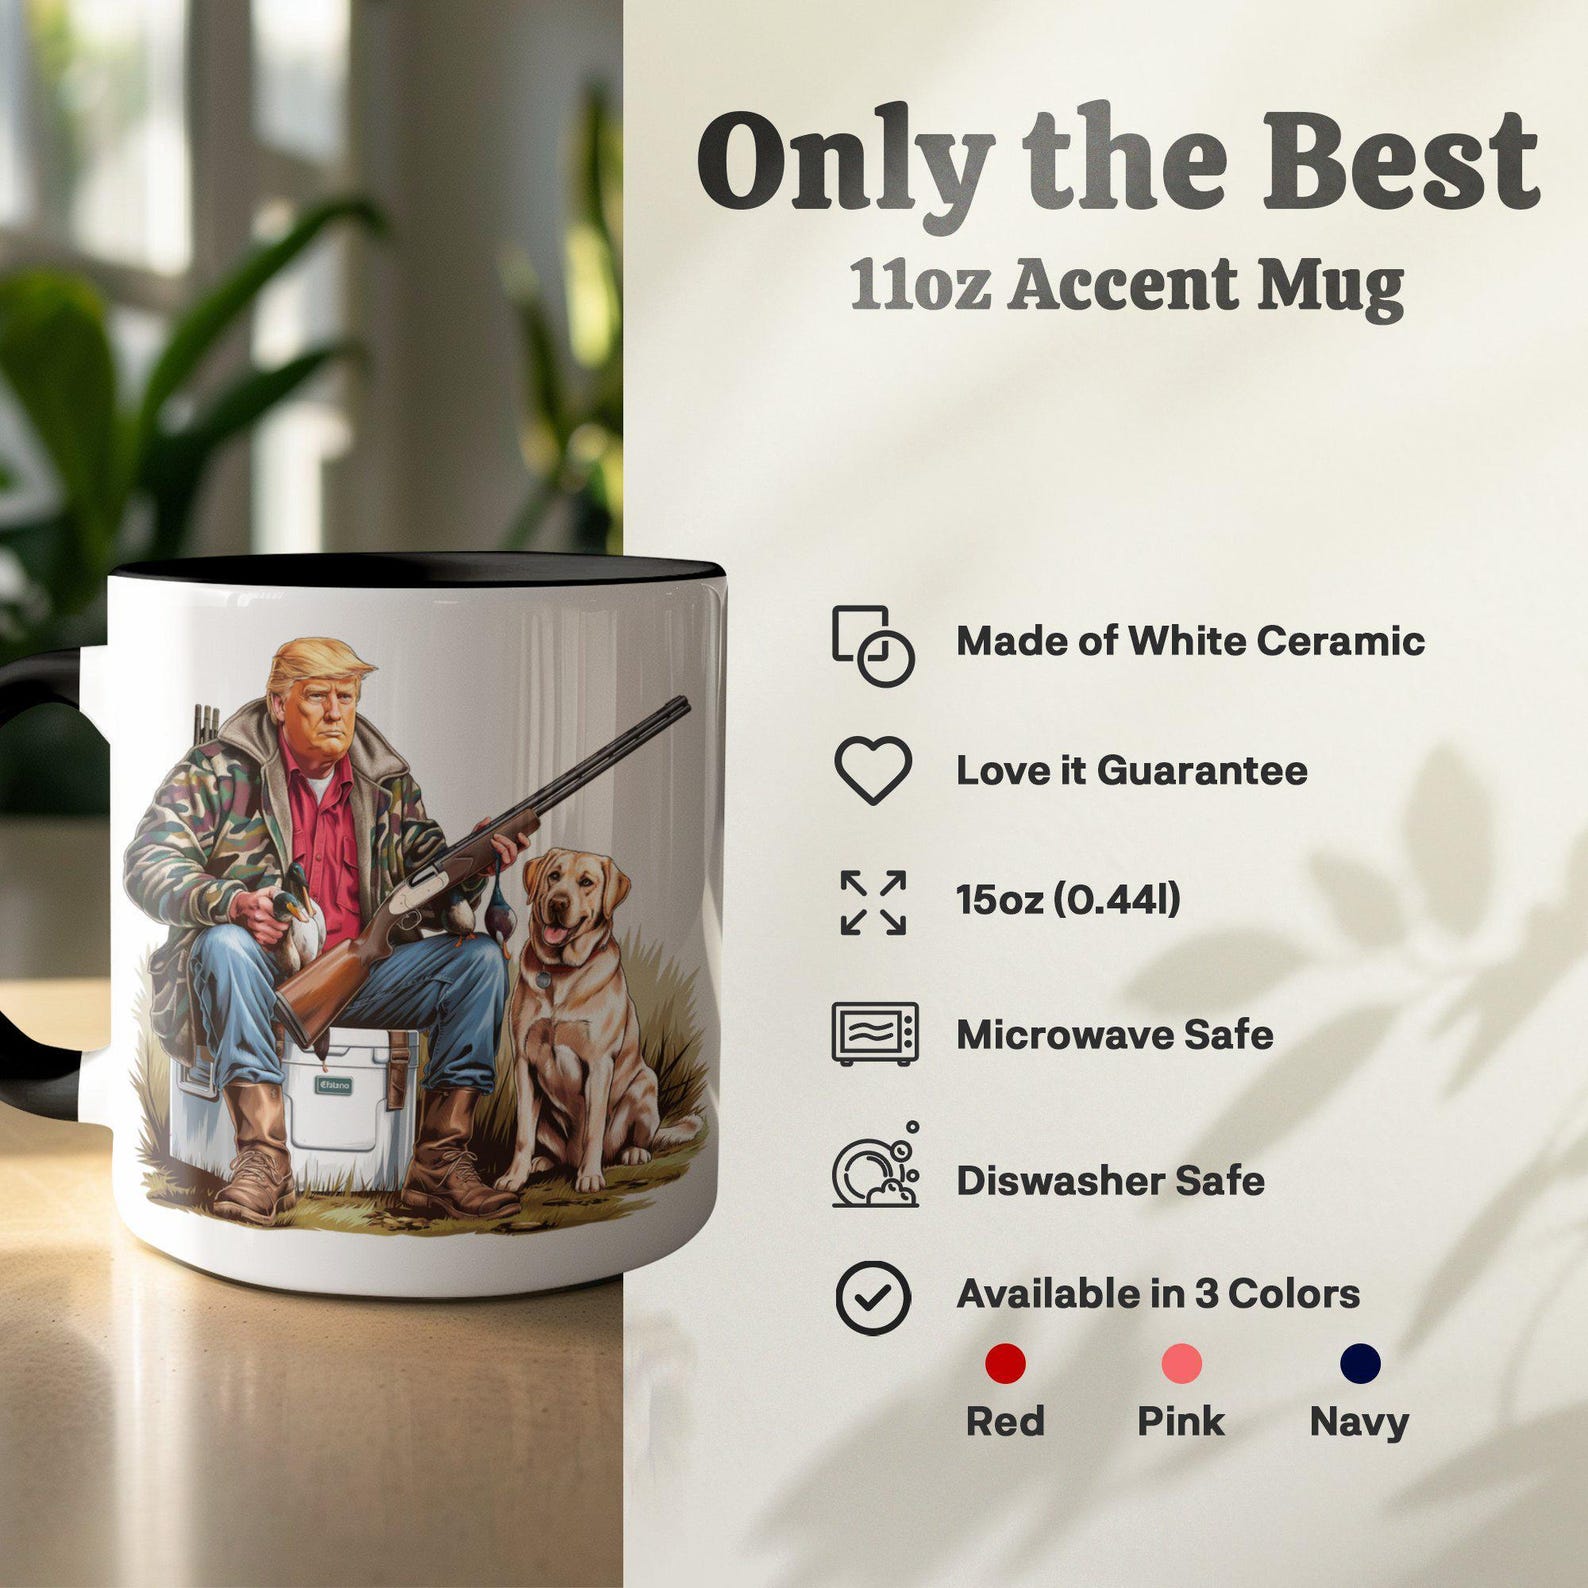 Only the Best
11oz Accent Mug
Made of White Ceramic
Love it Guarantee
15oz (0.44l)
Microwave Safe
Diswasher Safe
Available in 3 Colors
Red
Pink
Navy